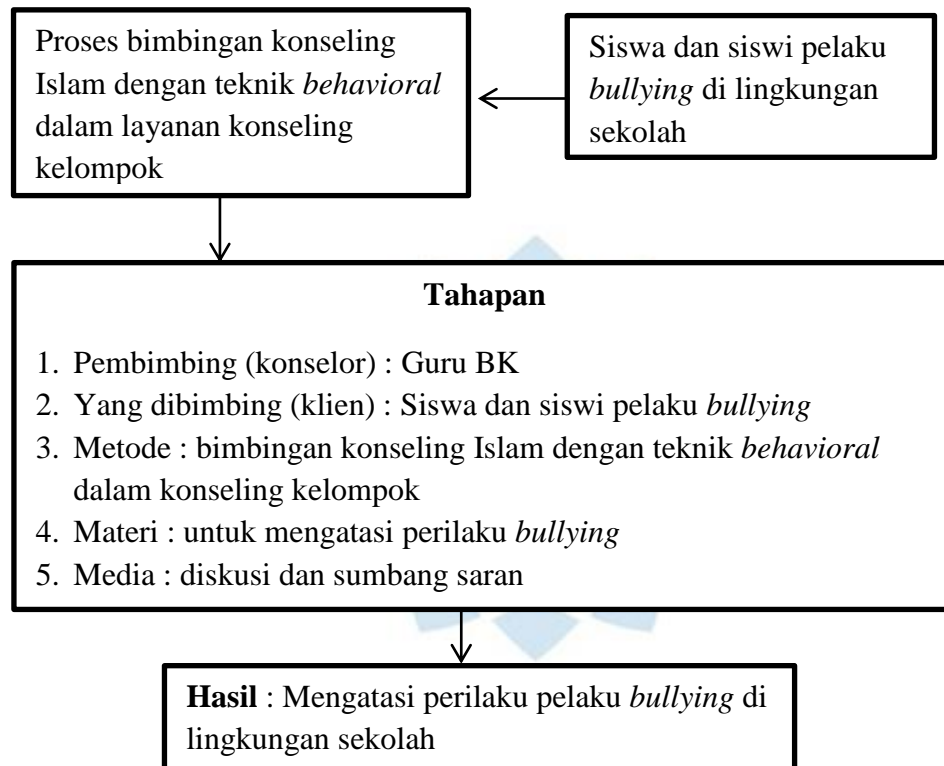 Proses bimbingan konseling
Islam dengan teknik behavioral
dalam layanan konseling
kelompok
Siswa dan siswi pelaku
bullying di lingkungan
sekolah
Tahapan
1. Pembimbing (konselor) : Guru BK
2. Yang dibimbing (klien) : Siswa dan siswi pelaku bullying
3. Metode : bimbingan konseling Islam dengan teknik behavioral
dalam konseling kelompok
4. Materi : untuk mengatasi perilaku bullying
5. Media : diskusi dan sumbang saran
Hasil : Mengatasi perilaku pelaku bullying di
lingkungan sekolah